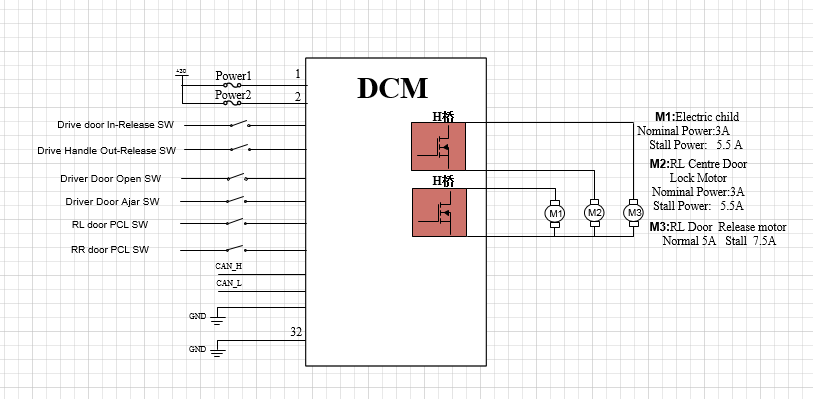 +12V
Power1
1
Power2
2
DCM
Drive door In-Release SW
Drive Handle Out-Release SW
Driver Door Open SW
Driver Door Ajar SW
RL door PCL SW
RR door PCL SW
CAN_H
CAN_L
GND
32
GND
H桥
H桥
M1
M2
M3
M1:Electric child
Nominal Power:3A
Stall Power: 5.5 A
M2:RL Centre Door
Lock Motor
Nominal Power:3A
Stall Power: 5.5A
M3:RL Door Release motor
Normal 5A Stall 7.5A